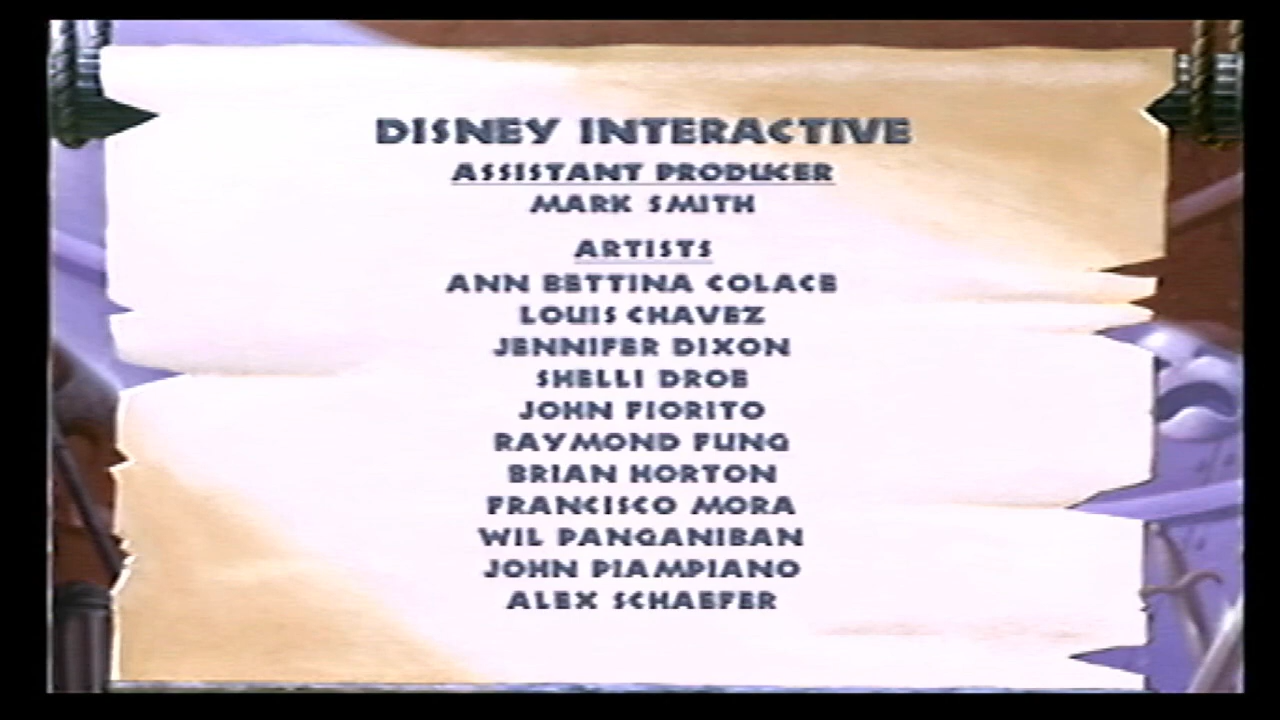 DISNEY INTERACTIVE
ASSISTANT PRODUCER
MARK SMITH
ARTISTS
ANN BETTINA COLACE
LOUIS CHAVEZ
JENNIFER DIXON
SHELLI DROE
JOHN FIORITO
RAYMOND FUNG
BRIAN HORTON
FRANCISCO MORA
WIL PANGANIBAN
JOHN PIAMPIANO
ALEX SCHAEFER